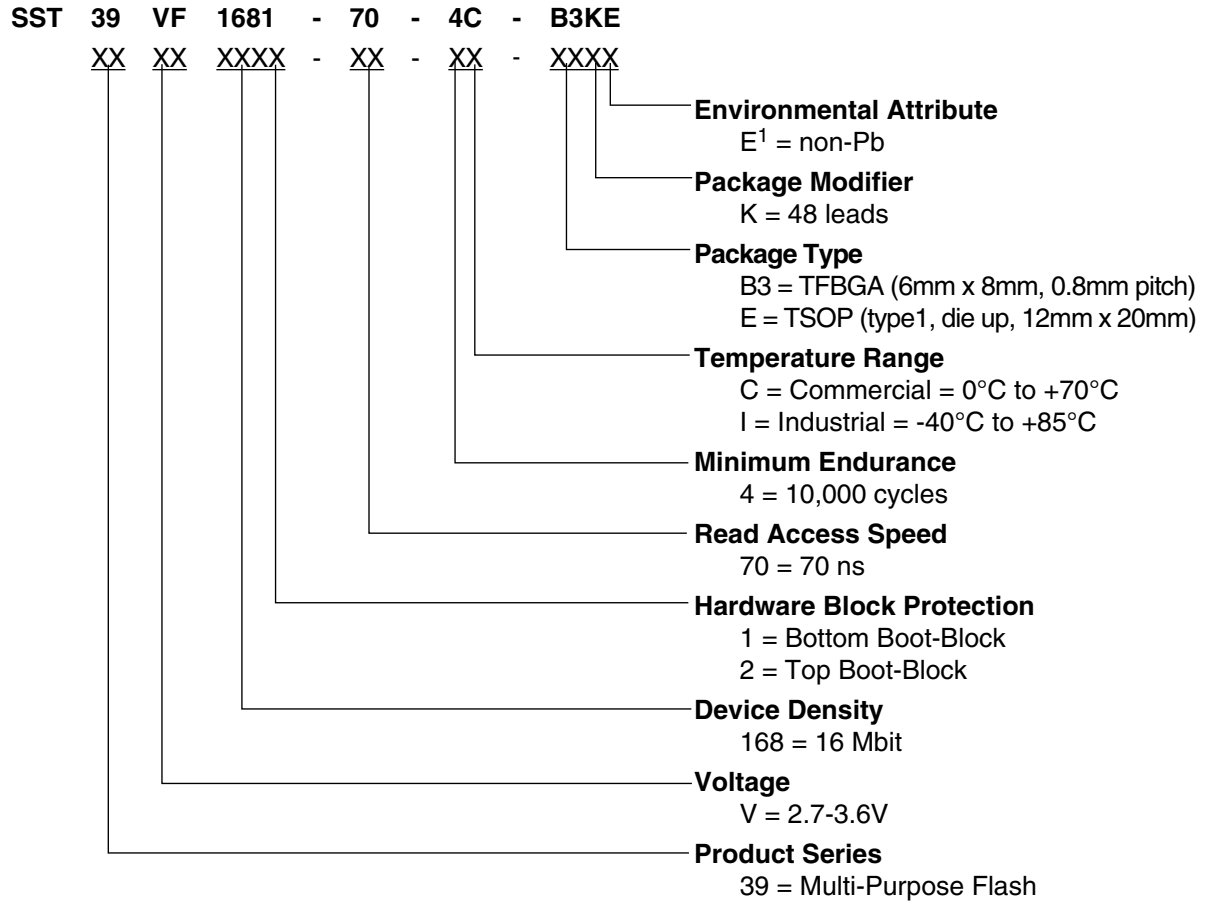 SST 39 VF 1681 - 70 - 4C - B3KE
XX XX XXXX - XX - XX - XXXX
Environmental Attribute
E1 = non-Pb
Package Modifier
K = 48 leads
Package Type
B3 = TFBGA (6mm x 8mm, 0.8mm pitch)
E = TSOP (type1, die up, 12mm x 20mm)
Temperature Range
C = Commercial = 0°C to +70°C
I = Industrial = -40°C to +85°C
Minimum Endurance
4 = 10,000 cycles
Read Access Speed
70 = 70 ns
Hardware Block Protection
1 = Bottom Boot-Block
2 = Top Boot-Block
Device Density
168 = 16 Mbit
Voltage
V = 2.7-3.6V
Product Series
39 = Multi-Purpose Flash